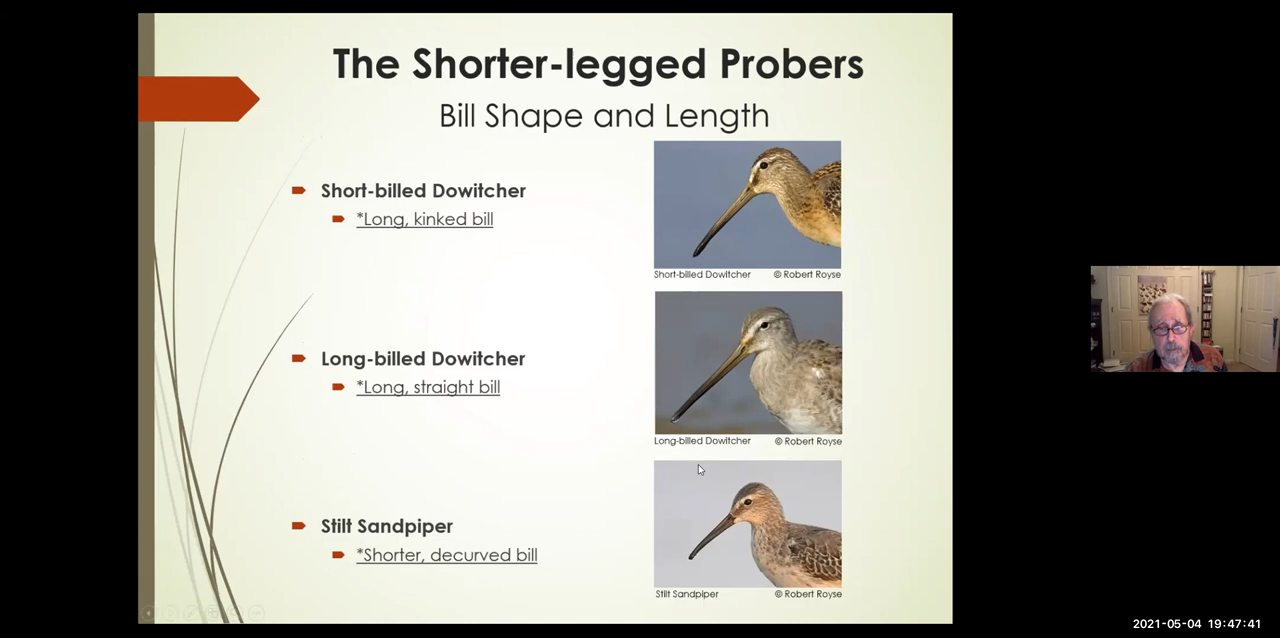 The Shorter-legged Probers
Bill Shape and Length
Short-billed Dowitcher
*Long, kinked bill
Short-billed Dowitcher © Robert Royse
Long-billed Dowitcher
*Long, straight bill
Long-billed Dowitcher © Robert Royse
Stilt Sandpiper
*Shorter, decurved bill
Stilt Sandpiper © Robert Royse
2021-05-04 19:47:41